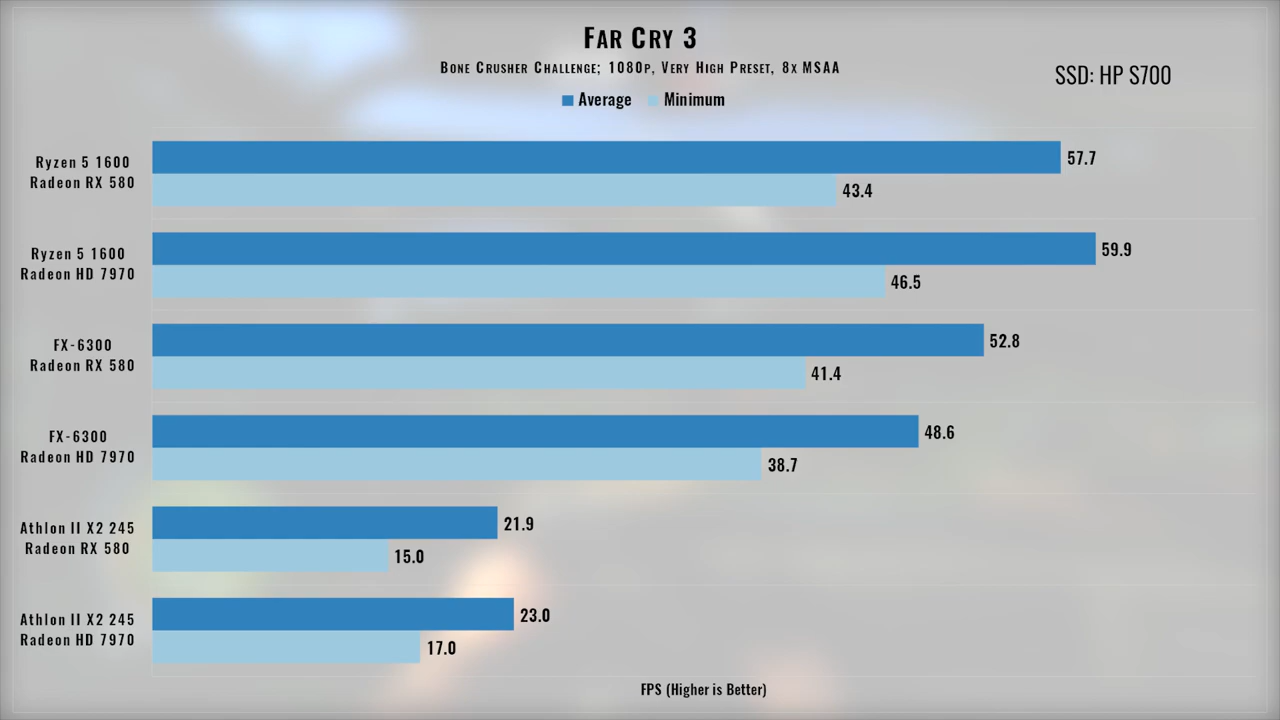 Far Cry 3
Bone Crusher Challenge; 1080p, Very High Preset, 8x MSAA
SSD: HP S700
Average Minimum
Ryzen 5 1600
Radeon RX 580
57.7
43.4
Ryzen 5 1600
Radeon HD 7970
59.9
46.5
FX-6300
Radeon RX 580
52.8
41.4
FX-6300
Radeon HD 7970
48.6
38.7
Athlon II X2 245
Radeon RX 580
21.9
15.0
Athlon II X2 245
Radeon HD 7970
23.0
17.0
FPS (Higher is Better)